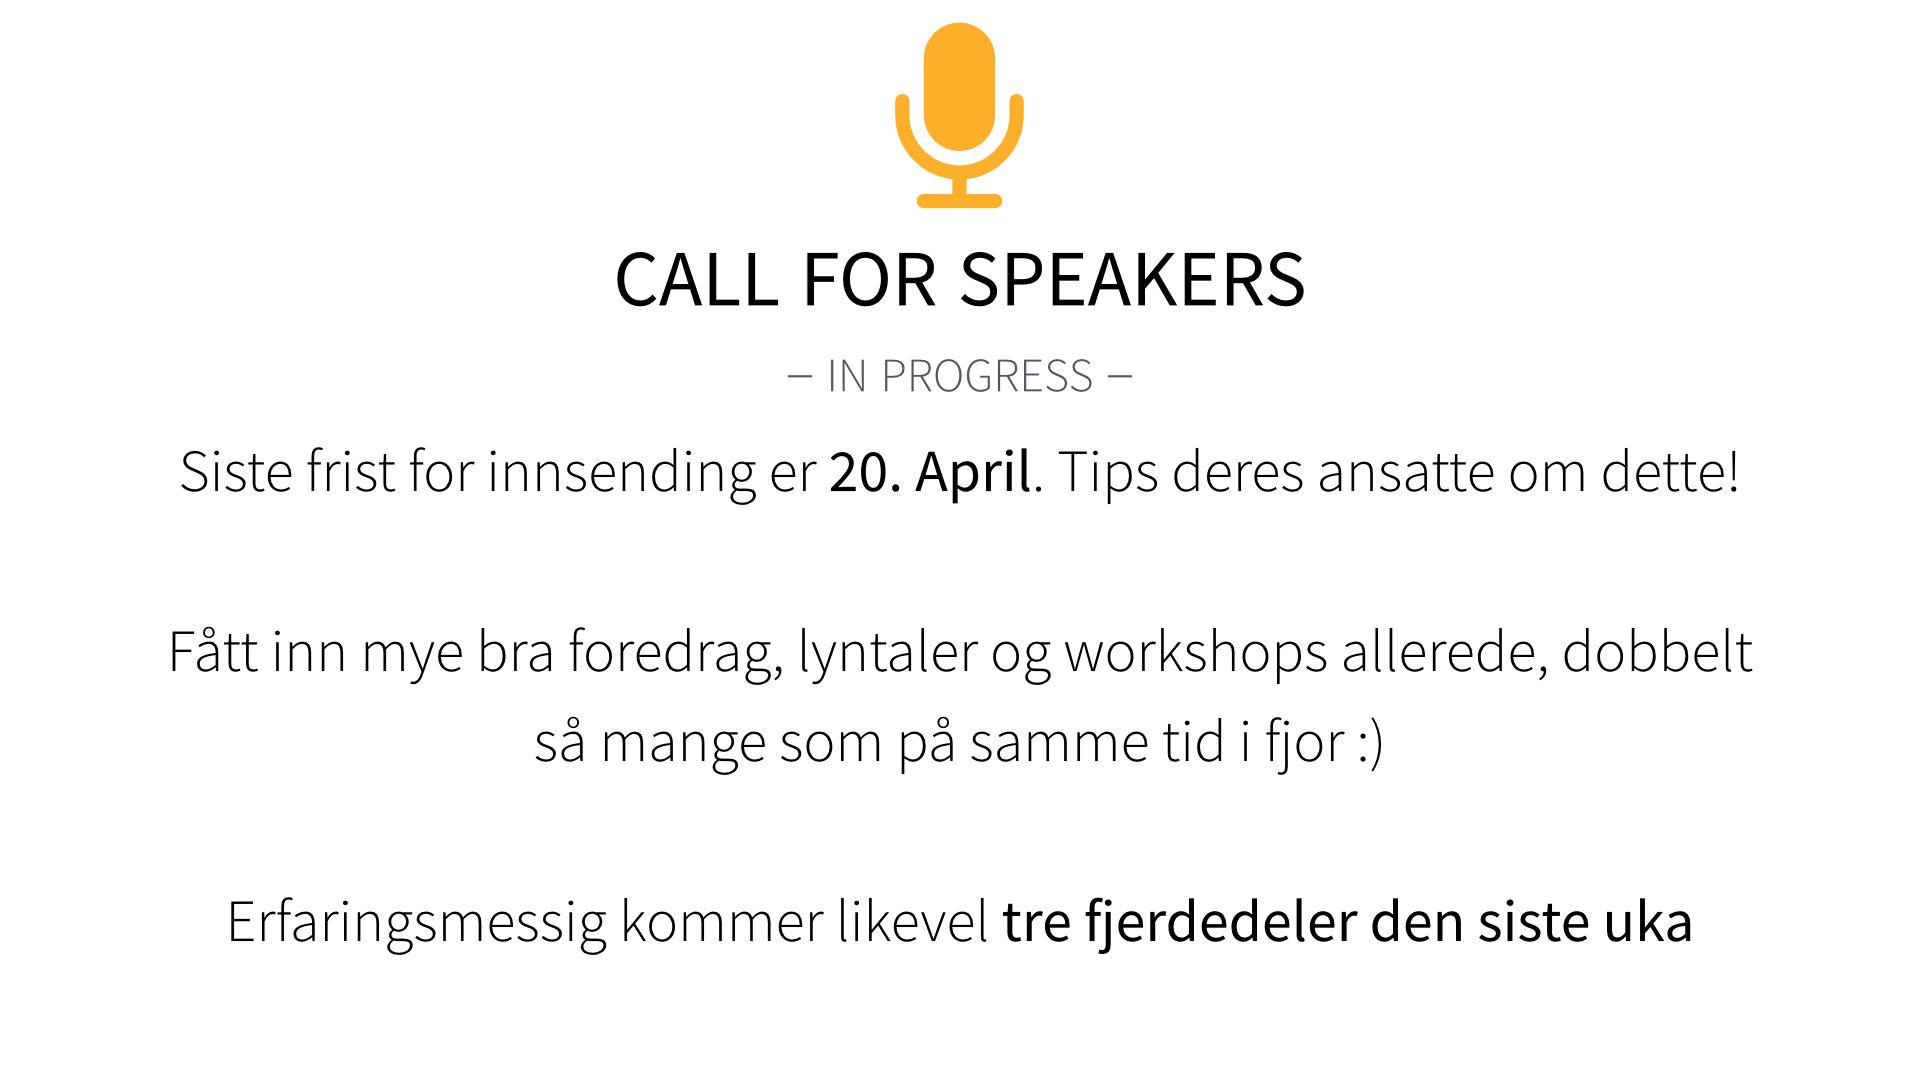 CALL FOR SPEAKERS
– IN PROGRESS –
Siste frist for innsending er 20. April. Tips deres ansatte om dette!
Fått inn mye bra foredrag, lyntaler og workshops allerede, dobbelt
så mange som på samme tid i fjor :)
Erfaringsmessig kommer likevel tre fjerdedeler den siste uka